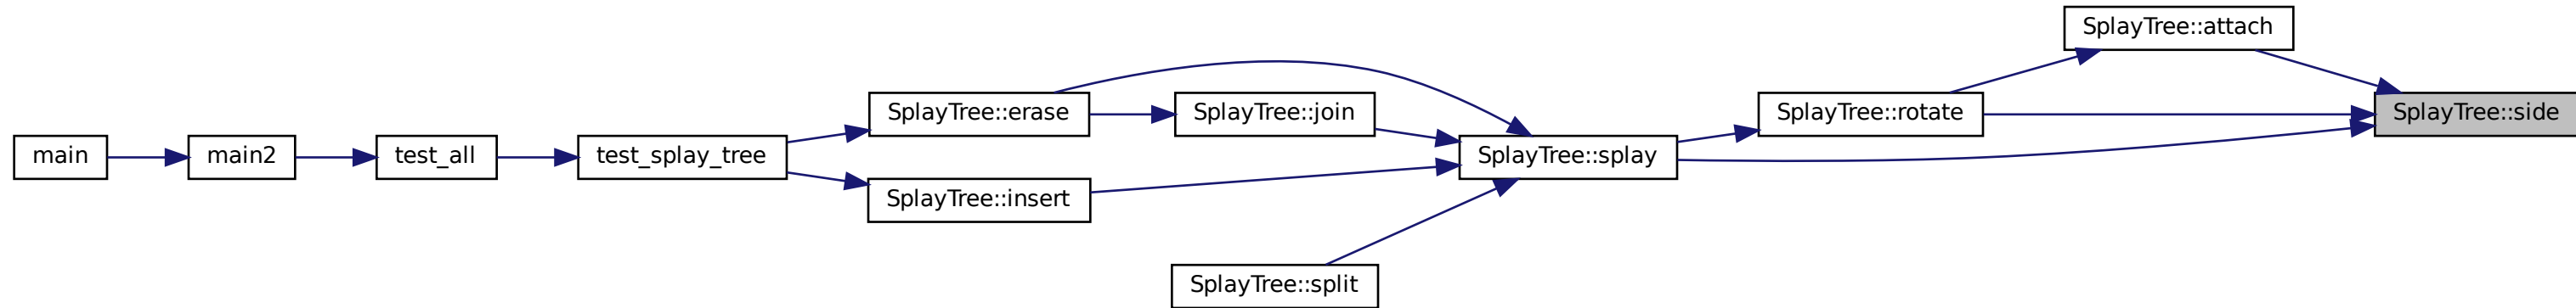 main
main2
test_all
test_splay_tree
SplayTree::erase
SplayTree::insert
SplayTree::join
SplayTree::split
SplayTree::splay
SplayTree::rotate
SplayTree::attach
SplayTree::side